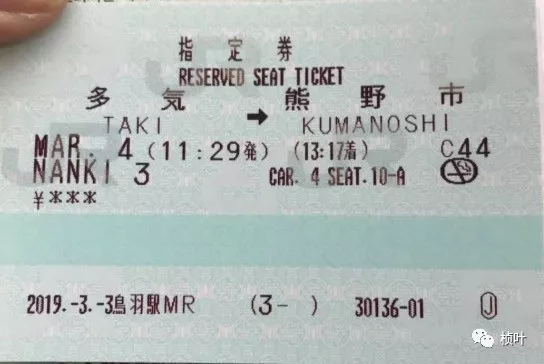 指定券
RESERVED SEAT TICKET
多気 → 熊野市
TAKI KUMANOSHI
MAR. 4 (11:29発) (13:17着) C44
NANKI 3 CAR. 4 SEAT.10-A
¥***
2019.-3.-3鳥羽駅MR (3- ) 30136-01
桢叶